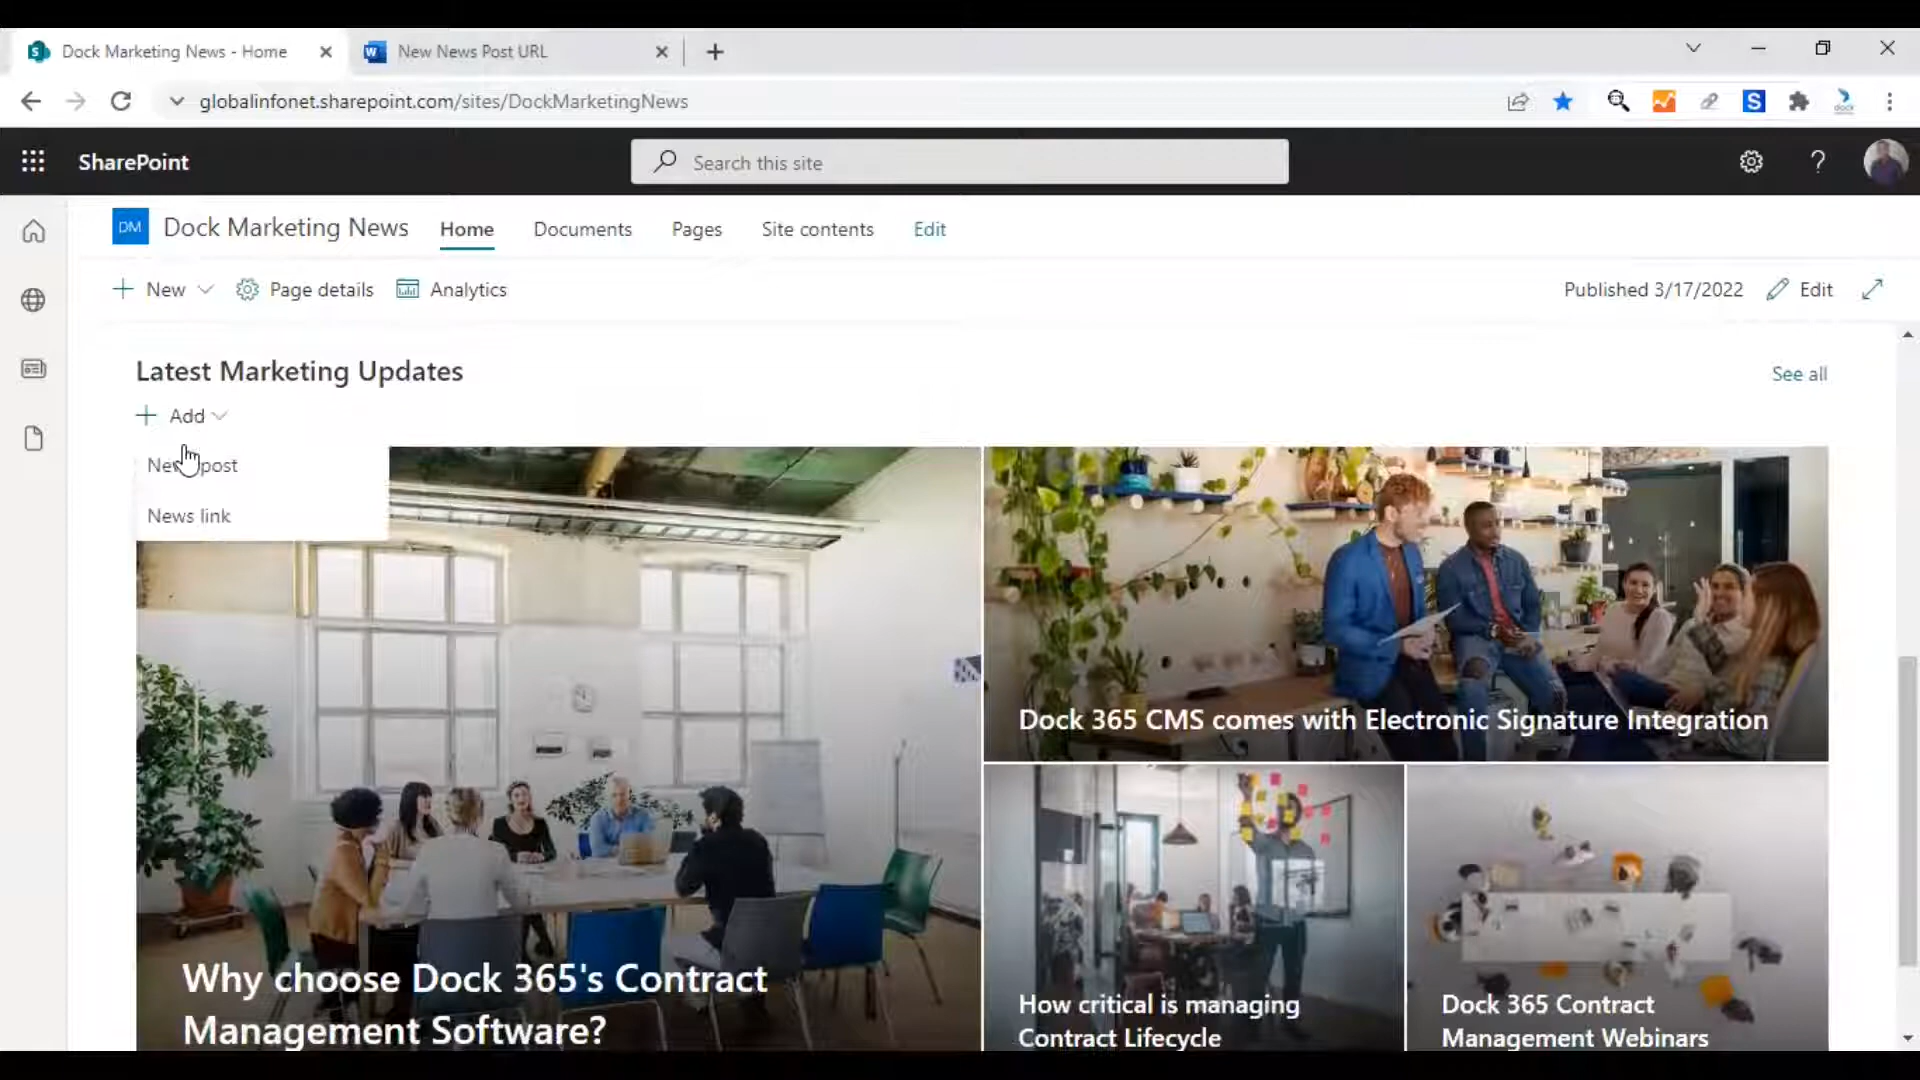 Dock Marketing News - Home
New News Post URL
globalinfonet.sharepoint.com/sites/DockMarketingNews
S
dock
SharePoint
Search this site
DM Dock Marketing News Home Documents Pages Site contents Edit
New Page details Analytics Published 3/17/2022 Edit
Latest Marketing Updates See all
Add
post
News link
Dock 365 CMS comes with Electronic Signature Integration
Why choose Dock 365's Contract
Management Software?
How critical is managing
Contract Lifecycle
Dock 365 Contract
Management Webinars